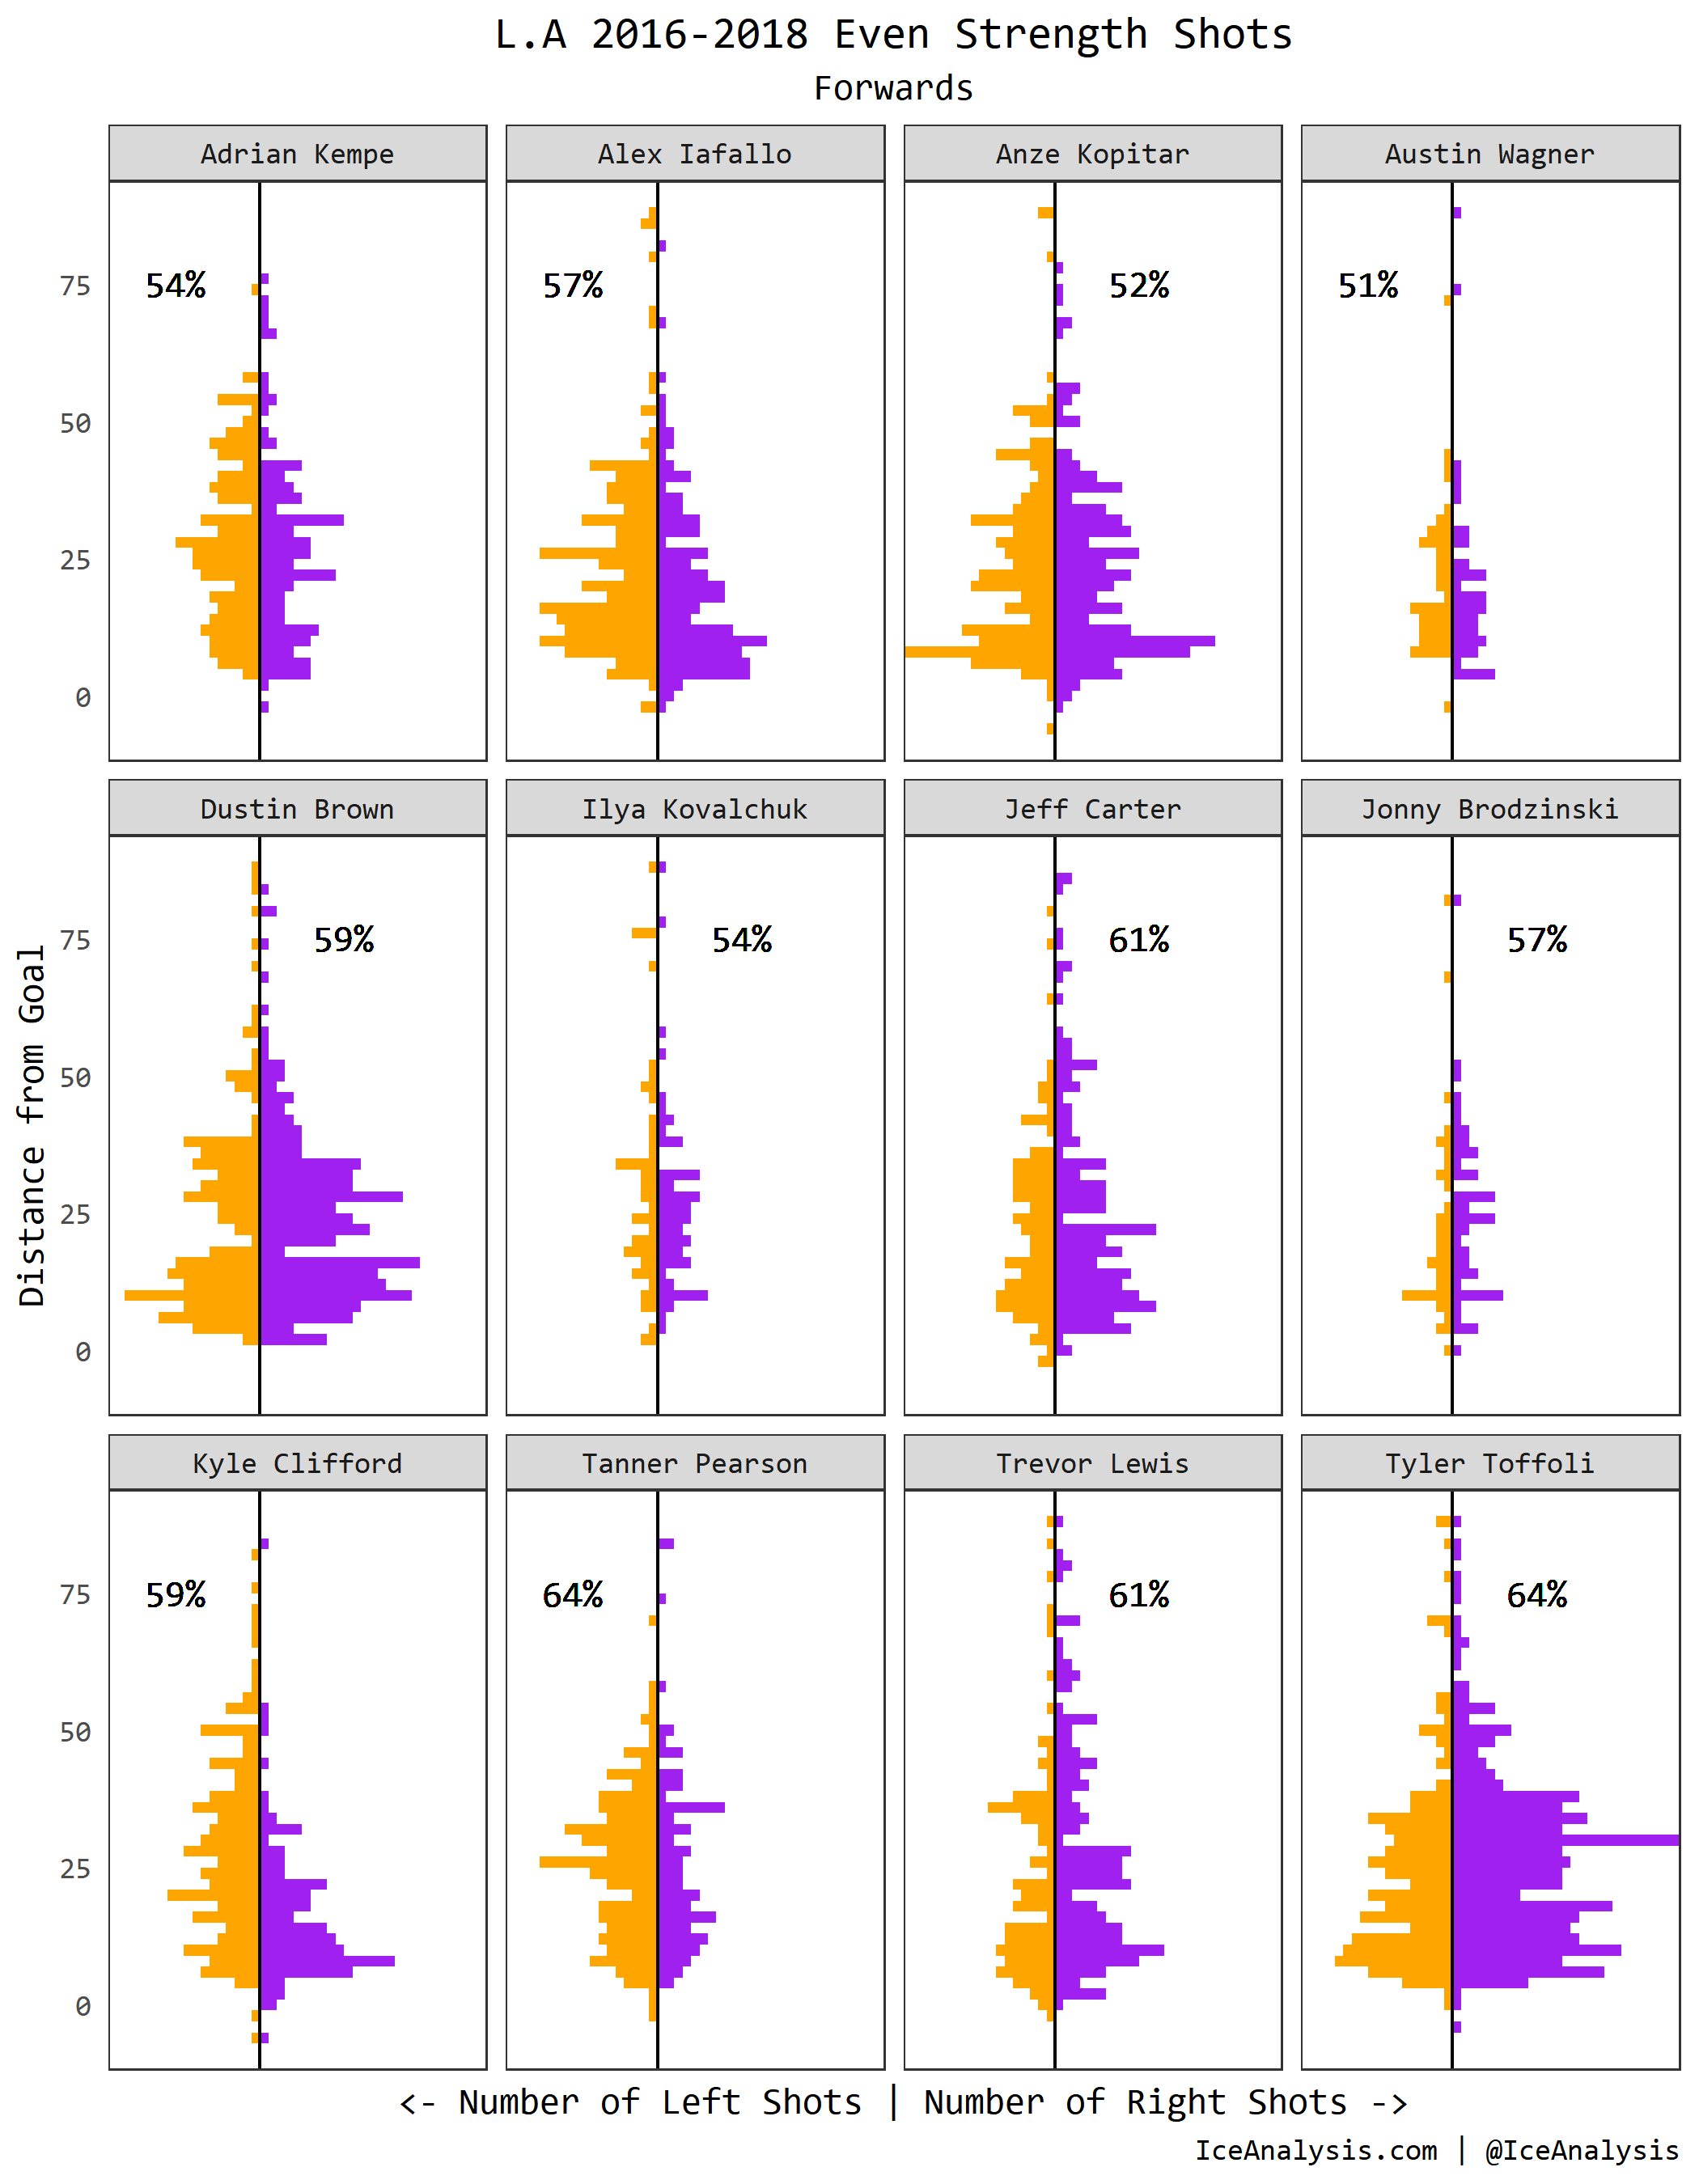 L.A 2016-2018 Even Strength Shots
Forwards
Adrian Kempe Alex Iafallo Anze Kopitar Austin Wagner
75 54% 57% 52% 51%
50
25
0
Dustin Brown Ilya Kovalchuk Jeff Carter Jonny Brodzinski
75 59% 54% 61% 57%
50
25
0
Distance from Goal
Kyle Clifford Tanner Pearson Trevor Lewis Tyler Toffoli
75 59% 64% 61% 64%
50
25
0
<- Number of Left Shots | Number of Right Shots ->
IceAnalysis.com | @IceAnalysis